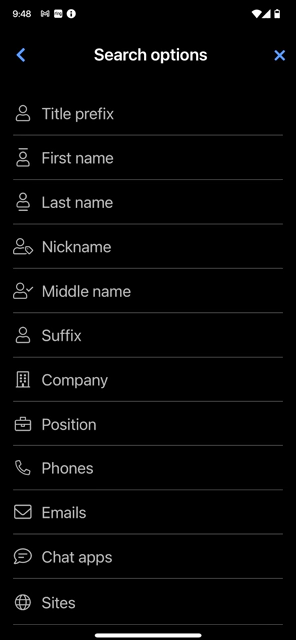 9:48
Search options
Title prefix
First name
Last name
Nickname
Middle name
Suffix
Company
Position
Phones
Emails
Chat apps
Sites